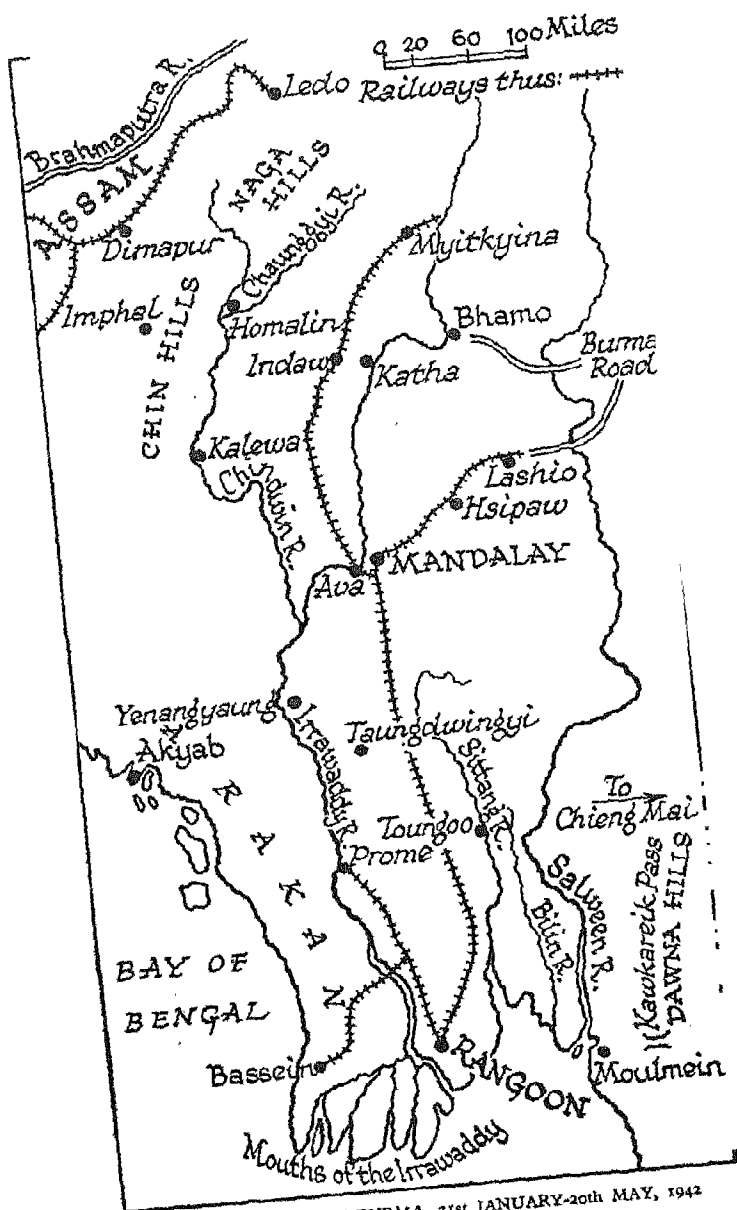 0 20 60 100 Miles
Railways thus:
Ledo
Brahmaputra R.
ASSAM
NAGA
HILLS
Dimapur
Chaunggyi R.
Myitkyina
Imphal
CHIN HILLS
Homalin
Bhamo
Indaw
Katha
Burma
Road
Kalewa
Chindwin R.
Lashio
Hsipaw
MANDALAY
Ava
Yenangyaung
Irrawaddy R.
Taungdwingyi
Akyab
ARAKAN
Sittang R.
To
Chieng Mai
Toungoo
Prome
Salween R.
Bilin R.
Kawkareik Pass
DAWNA HILLS
BAY OF
BENGAL
Bassein
RANGOON
Moulmein
Mouths of the Irrawaddy
21st JANUARY-20th MAY, 1942